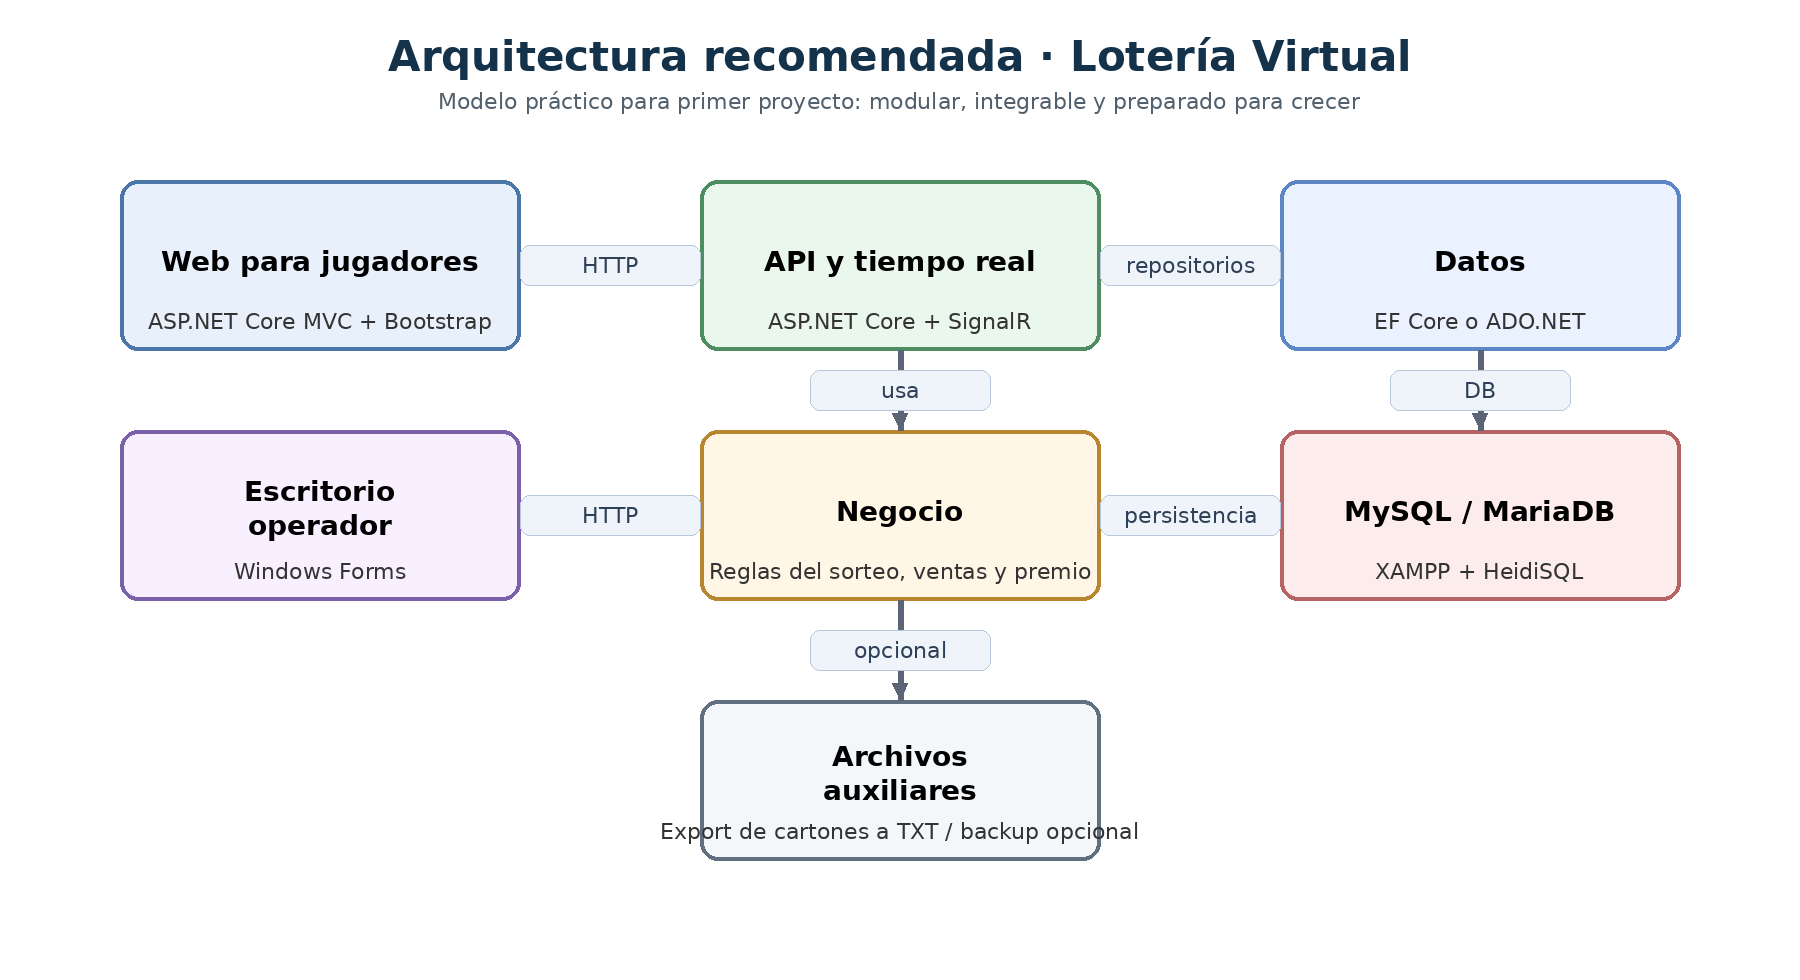 Arquitectura recomendada · Lotería Virtual
Modelo práctico para primer proyecto: modular, integrable y preparado para crecer
Web para jugadores
ASP.NET Core MVC + Bootstrap
HTTP
API y tiempo real
ASP.NET Core + SignalR
repositorios
Datos
EF Core o ADO.NET
usa
DB
Escritorio
operador
Windows Forms
HTTP
Negocio
Reglas del sorteo, ventas y premio
persistencia
MySQL / MariaDB
XAMPP + HeidiSQL
opcional
Archivos
auxiliares
Export de cartones a TXT / backup opcional